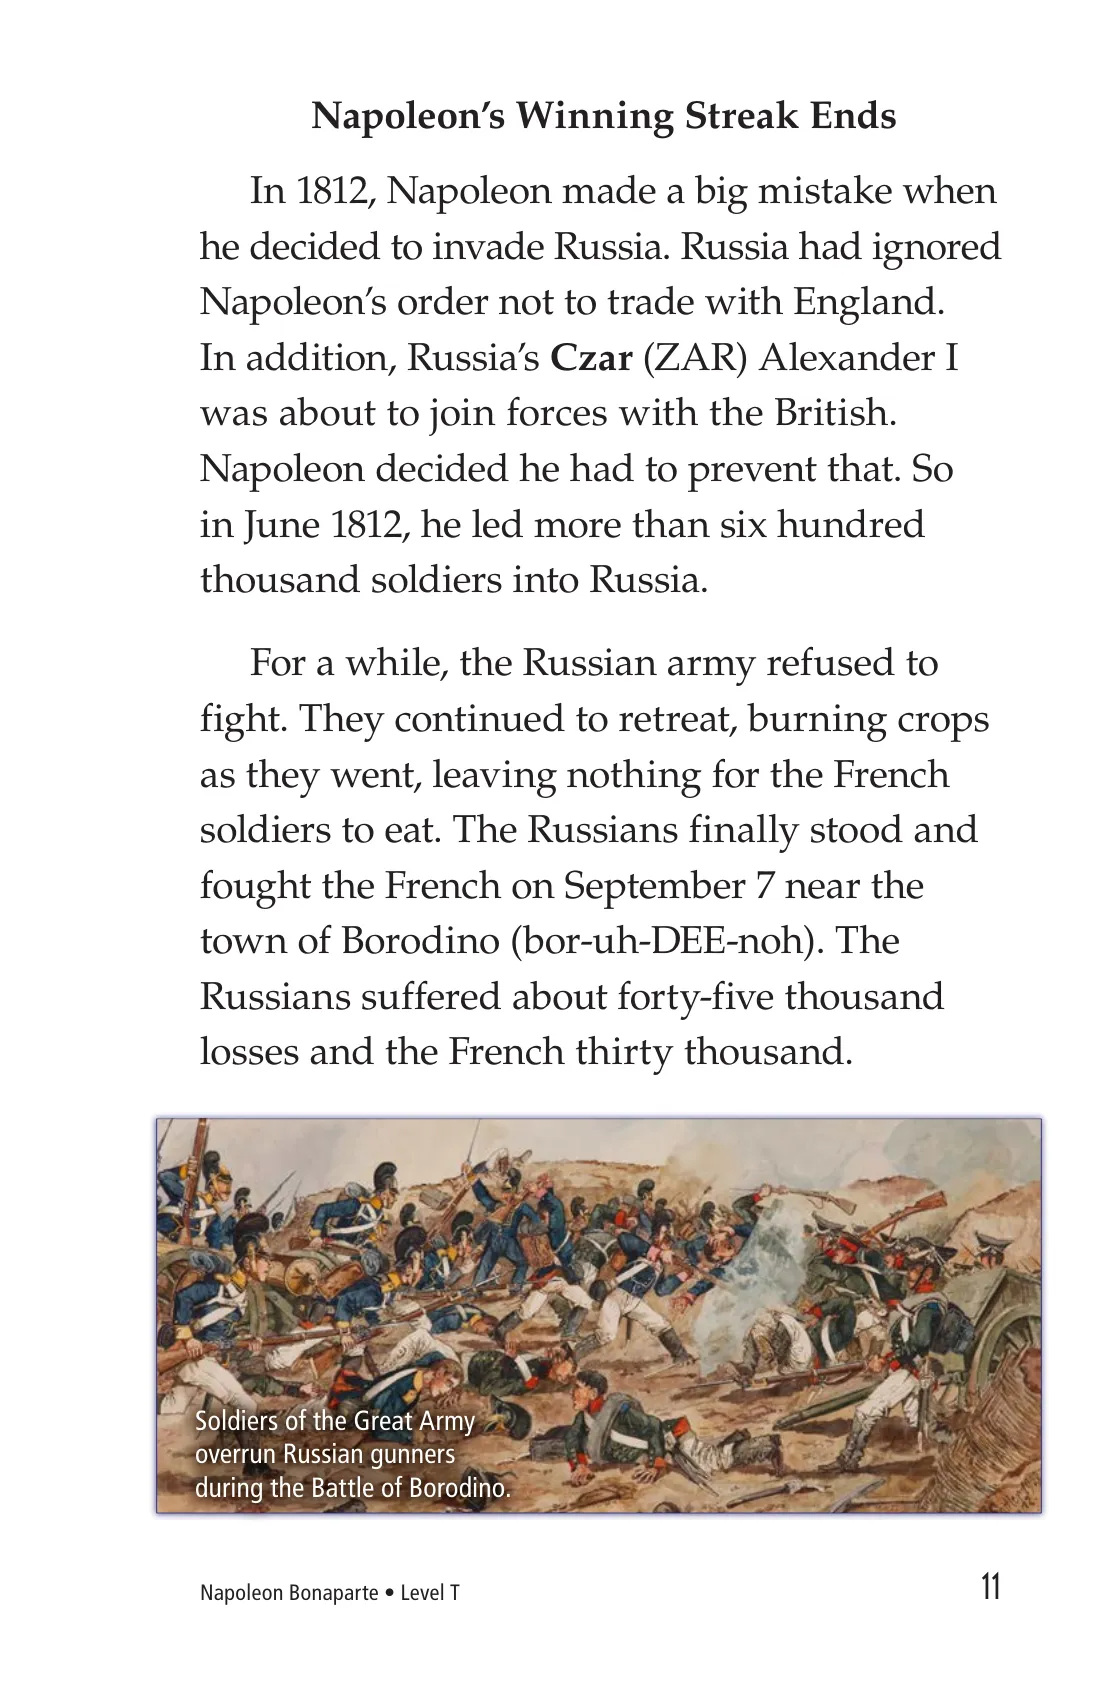 Napoleon’s Winning Streak Ends
In 1812, Napoleon made a big mistake when
he decided to invade Russia. Russia had ignored
Napoleon’s order not to trade with England.
In addition, Russia’s Czar (ZAR) Alexander I
was about to join forces with the British.
Napoleon decided he had to prevent that. So
in June 1812, he led more than six hundred
thousand soldiers into Russia.
For a while, the Russian army refused to
fight. They continued to retreat, burning crops
as they went, leaving nothing for the French
soldiers to eat. The Russians finally stood and
fought the French on September 7 near the
town of Borodino (bor-uh-DEE-noh). The
Russians suffered about forty-five thousand
losses and the French thirty thousand.
Soldiers of the Great Army
overrun Russian gunners
during the Battle of Borodino.
Napoleon Bonaparte • Level T
11